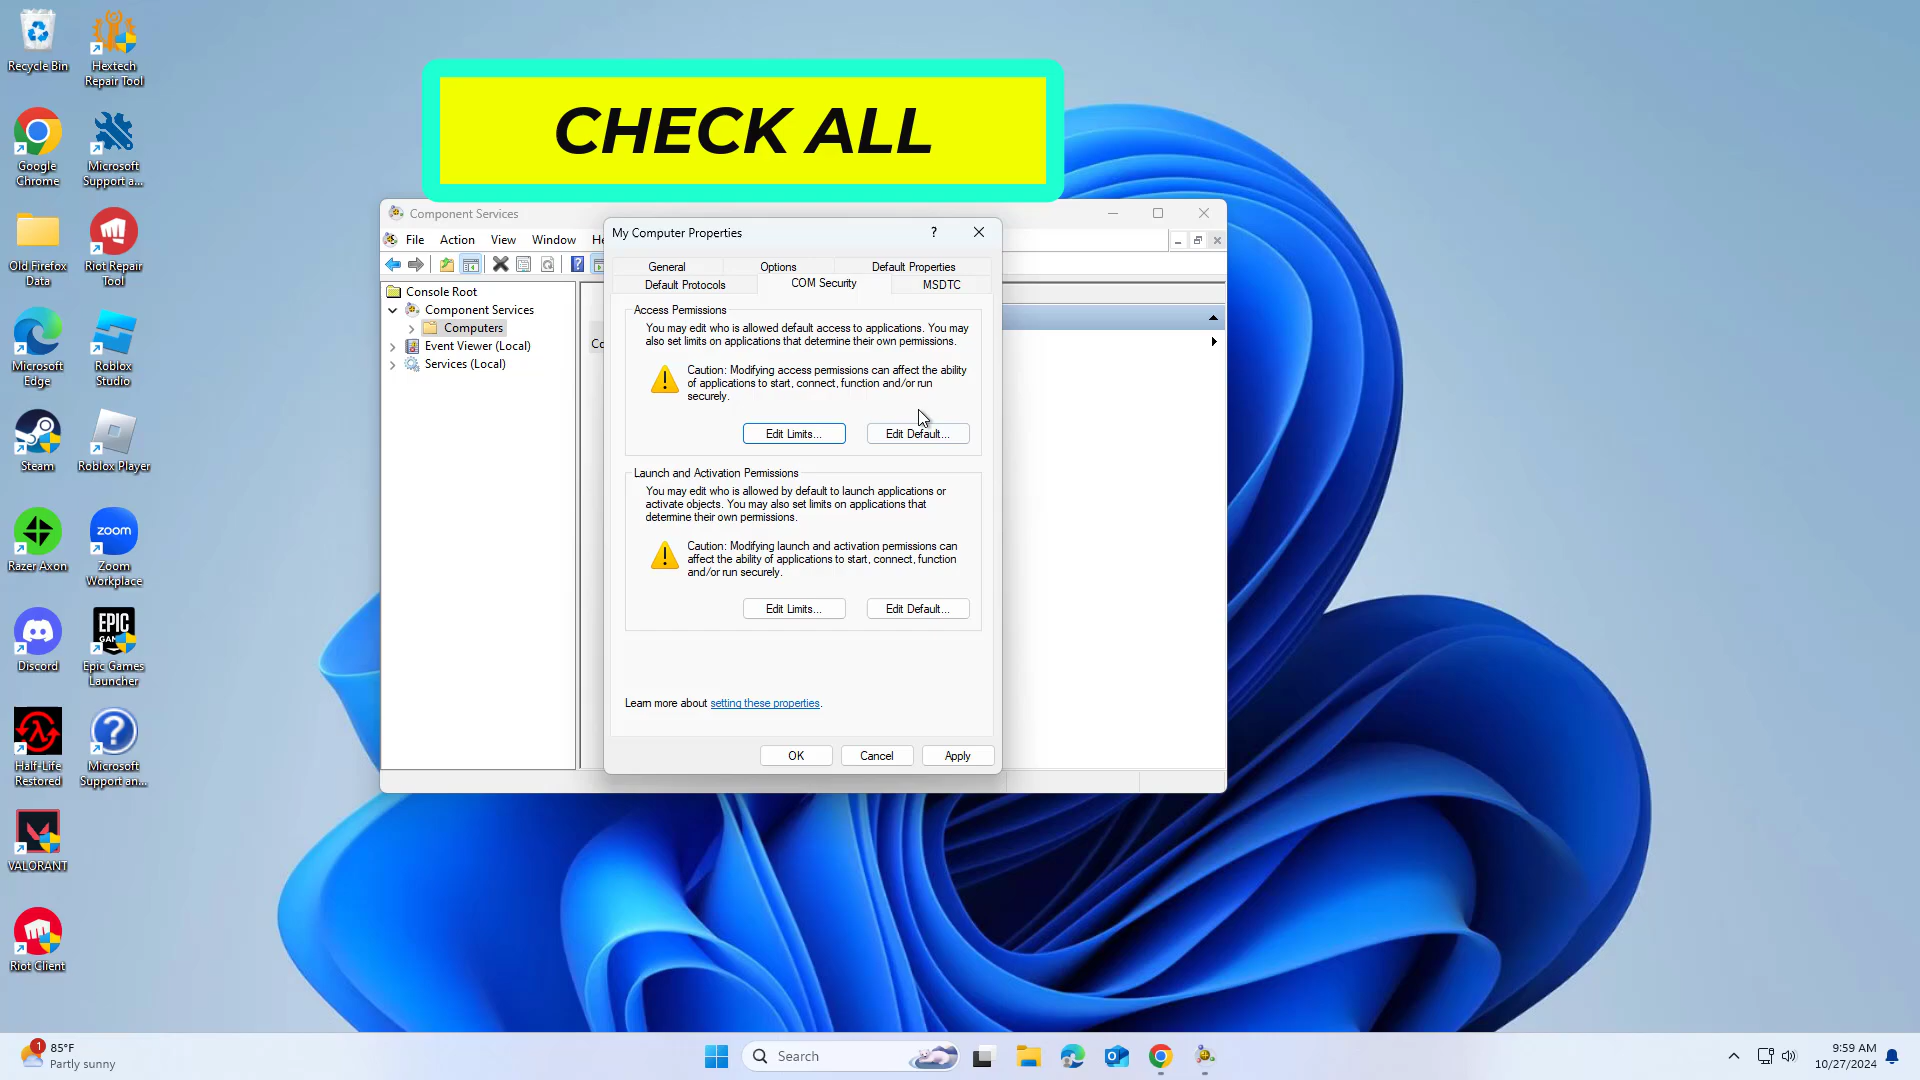 Recycle Bin
Hextech
Repair Tool
Google
Chrome
Microsoft
Support a...
Old Firefox
Data
Riot Repair
Tool
Microsoft
Edge
Roblox
Studio
Steam
Roblox Player
Razer Axon
zoom
Zoom
Workplace
Discord
EPIC
Epic Games
Launcher
Half-Life
Restored
Microsoft
Support an...
VALORANT
Riot Client
CHECK ALL
Component Services
File
Action
View
Window
He
Console Root
Component Services
Computers
Event Viewer (Local)
Services (Local)
My Computer Properties
?
General
Options
Default Properties
Default Protocols
COM Security
MSDTC
Access Permissions
You may edit who is allowed default access to applications. You may
also set limits on applications that determine their own permissions.
Caution: Modifying access permissions can affect the ability
of applications to start, connect, function and/or run
securely.
Edit Limits...
Edit Default...
Launch and Activation Permissions
You may edit who is allowed by default to launch applications or
activate objects. You may also set limits on applications that
determine their own permissions.
Caution: Modifying launch and activation permissions can
affect the ability of applications to start, connect, function
and/or run securely.
Edit Limits...
Edit Default...
Learn more about setting these properties.
OK
Cancel
Apply
1
85°F
Partly sunny
Search
9:59 AM
10/27/2024